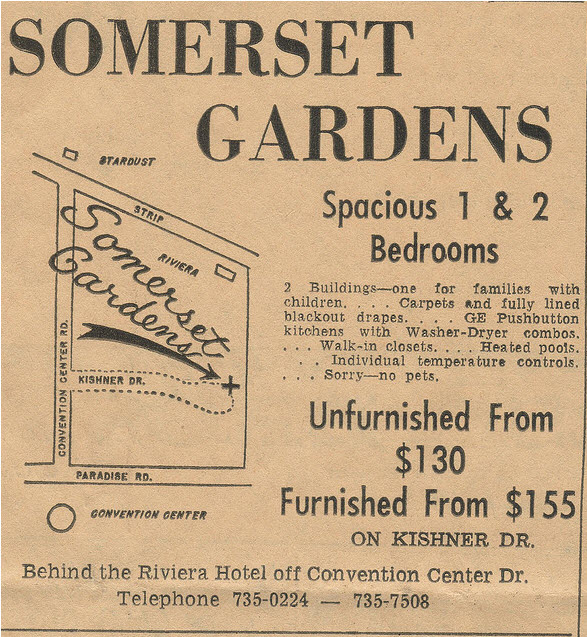 SOMERSET
GARDENS
STARDUST
STRIP
RIVIERA
Somerset
Gardens
CONVENTION CENTER RD.
KISHNER DR.
PARADISE RD.
CONVENTION CENTER
Spacious 1 & 2
Bedrooms
2 Buildings—one for families with
children. . . . Carpets and fully lined
blackout drapes. . . . GE Pushbutton
kitchens with Washer-Dryer combos.
. . . Walk-in closets. . . . Heated pools.
. . . Individual temperature controls.
. . . Sorry—no pets.
Unfurnished From
$130
Furnished From $155
ON KISHNER DR.
Behind the Riviera Hotel off Convention Center Dr.
Telephone 735-0224 — 735-7508